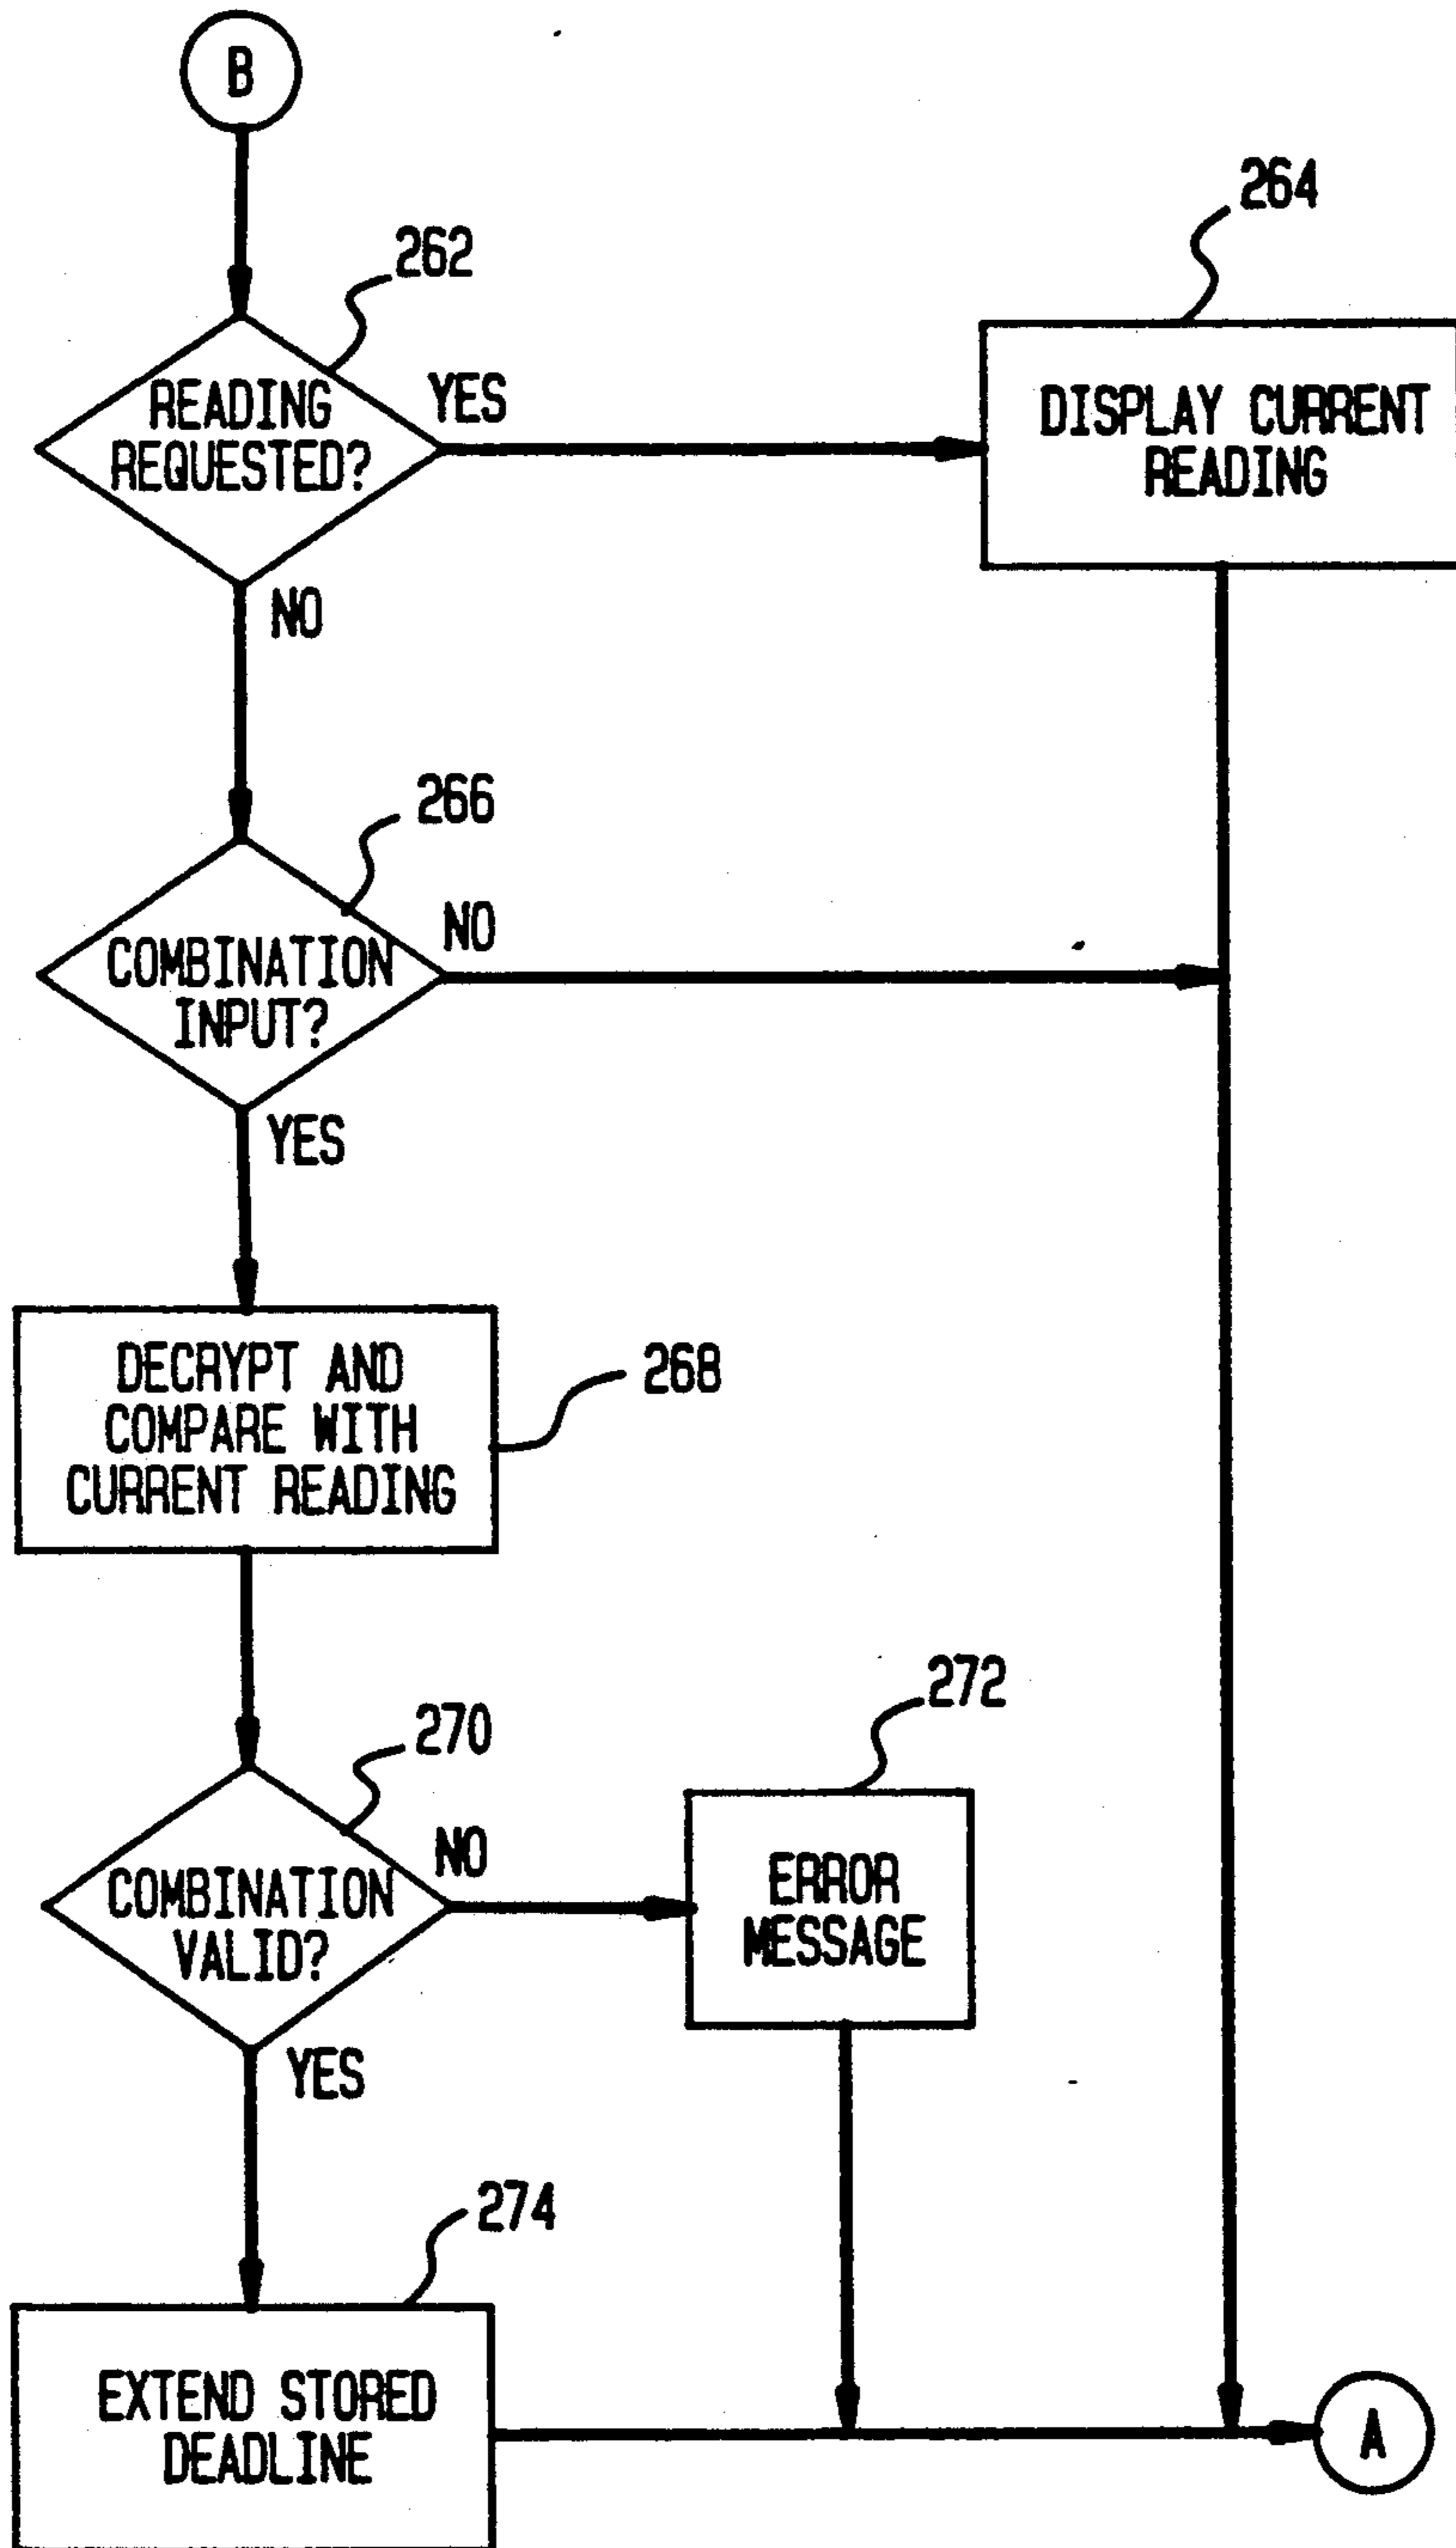 B
262
264
READING
REQUESTED?
YES
DISPLAY CURRENT
READING
NO
266
COMBINATION
INPUT?
NO
YES
DECRYPT AND
COMPARE WITH
CURRENT READING
268
270
272
COMBINATION
VALID?
NO
ERROR
MESSAGE
YES
274
EXTEND STORED
DEADLINE
A